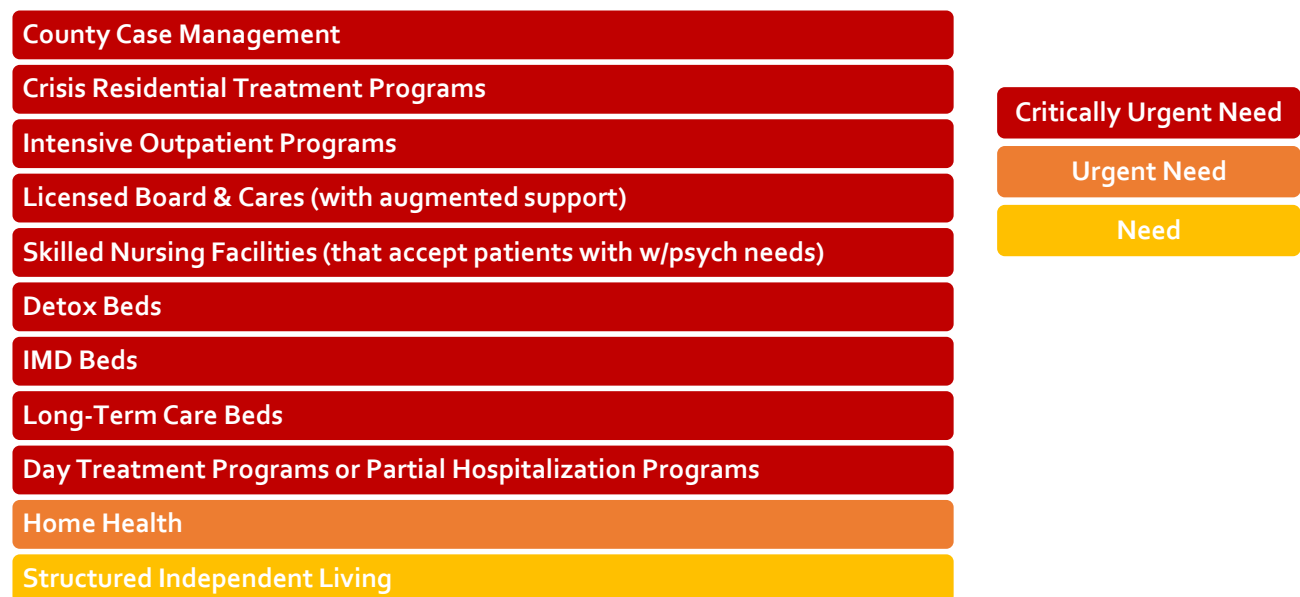 County Case Management
Crisis Residential Treatment Programs
Intensive Outpatient Programs
Licensed Board & Cares (with augmented support)
Skilled Nursing Facilities (that accept patients with w/psych needs)
Detox Beds
IMD Beds
Long-Term Care Beds
Day Treatment Programs or Partial Hospitalization Programs
Home Health
Structured Independent Living
Critically Urgent Need
Urgent Need
Need